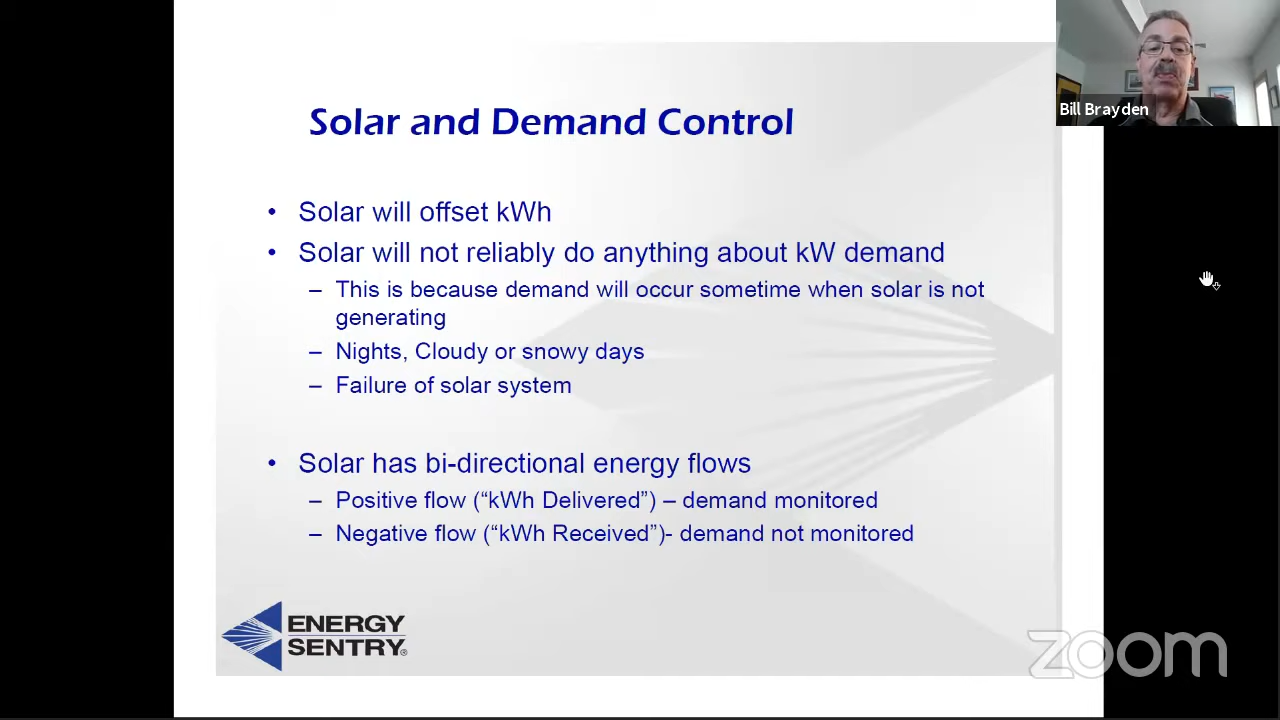 Solar and Demand Control
Bill Brayden
• Solar will offset kWh
• Solar will not reliably do anything about kW demand
– This is because demand will occur sometime when solar is not
generating
– Nights, Cloudy or snowy days
– Failure of solar system
• Solar has bi-directional energy flows
– Positive flow (“kWh Delivered”) – demand monitored
– Negative flow (“kWh Received”)- demand not monitored
ENERGY
SENTRY®
zoom